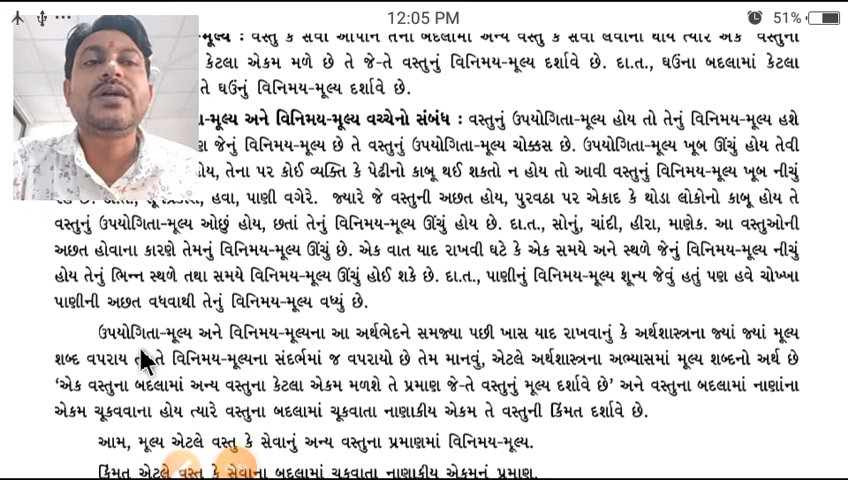 12:05 PM
51%
મૂલ્ય : વસ્તુ કે સેવા આપીને તેના બદલામાં અન્ય વસ્તુ કે સેવા લેવાની થાય ત્યારે એક વસ્તુના
કેટલા એકમ મળે છે તે જે-તે વસ્તુનું વિનિમય-મૂલ્ય દર્શાવે છે. દા.ત., ઘઉંના બદલામાં કેટલા
તે ઘઉંનું વિનિમય-મૂલ્ય દર્શાવે છે.
-મૂલ્ય અને વિનિમય-મૂલ્ય વચ્ચેનો સંબંધ : વસ્તુનું ઉપયોગિતા-મૂલ્ય હોય તો તેનું વિનિમય-મૂલ્ય હશે
જેનું વિનિમય-મૂલ્ય છે તે વસ્તુનું ઉપયોગિતા-મૂલ્ય ચોક્કસ છે. ઉપયોગિતા-મૂલ્ય ખૂબ ઊંચું હોય તેવી
હોય, તેના પર કોઈ વ્યક્તિ કે પેઢીનો કાબૂ થઈ શકતો ન હોય તો આવી વસ્તુનું વિનિમય-મૂલ્ય ખૂબ નીચું
હવા, પાણી વગેરે. જ્યારે જે વસ્તુની અછત હોય, પુરવઠા પર એકાદ કે થોડા લોકોનો કાબૂ હોય તે
વસ્તુનું ઉપયોગિતા-મૂલ્ય ઓછું હોય, છતાં તેનું વિનિમય-મૂલ્ય ઊંચું હોય છે. દા.ત., સોનું, ચાંદી, હીરા, માણેક. આ વસ્તુઓની
અછત હોવાના કારણે તેમનું વિનિમય-મૂલ્ય ઊંચું છે. એક વાત યાદ રાખવી ઘટે કે એક સમયે અને સ્થળે જેનું વિનિમય-મૂલ્ય નીચું
હોય તેનું ભિન્ન સ્થળે તથા સમયે વિનિમય-મૂલ્ય ઊંચું હોઈ શકે છે. દા.ત., પાણીનું વિનિમય-મૂલ્ય શૂન્ય જેવું હતું પણ હવે ચોખ્ખા
પાણીની અછત વધવાથી તેનું વિનિમય-મૂલ્ય વધ્યું છે.
ઉપયોગિતા-મૂલ્ય અને વિનિમય-મૂલ્યના આ અર્થભેદને સમજ્યા પછી ખાસ યાદ રાખવાનું કે અર્થશાસ્ત્રના જ્યાં જ્યાં મૂલ્ય
શબ્દ વપરાય તે વિનિમય-મૂલ્યના સંદર્ભમાં જ વપરાયો છે તેમ માનવું, એટલે અર્થશાસ્ત્રના અભ્યાસમાં મૂલ્ય શબ્દનો અર્થ છે
‘એક વસ્તુના બદલામાં અન્ય વસ્તુના કેટલા એકમ મળશે તે પ્રમાણ જે-તે વસ્તુનું મૂલ્ય દર્શાવે છે’ અને વસ્તુના બદલામાં નાણાંના
એકમ ચૂકવવાના હોય ત્યારે વસ્તુના બદલામાં ચૂકવાતા નાણાકીય એકમ તે વસ્તુની કિંમત દર્શાવે છે.
આમ, મૂલ્ય એટલે વસ્તુ કે સેવાનું અન્ય વસ્તુના પ્રમાણમાં વિનિમય-મૂલ્ય.
કિંમત એટલે વસ્તુ કે સેવાના બદલામાં ચૂકવાતા નાણાકીય એકમનું પ્રમાણ.